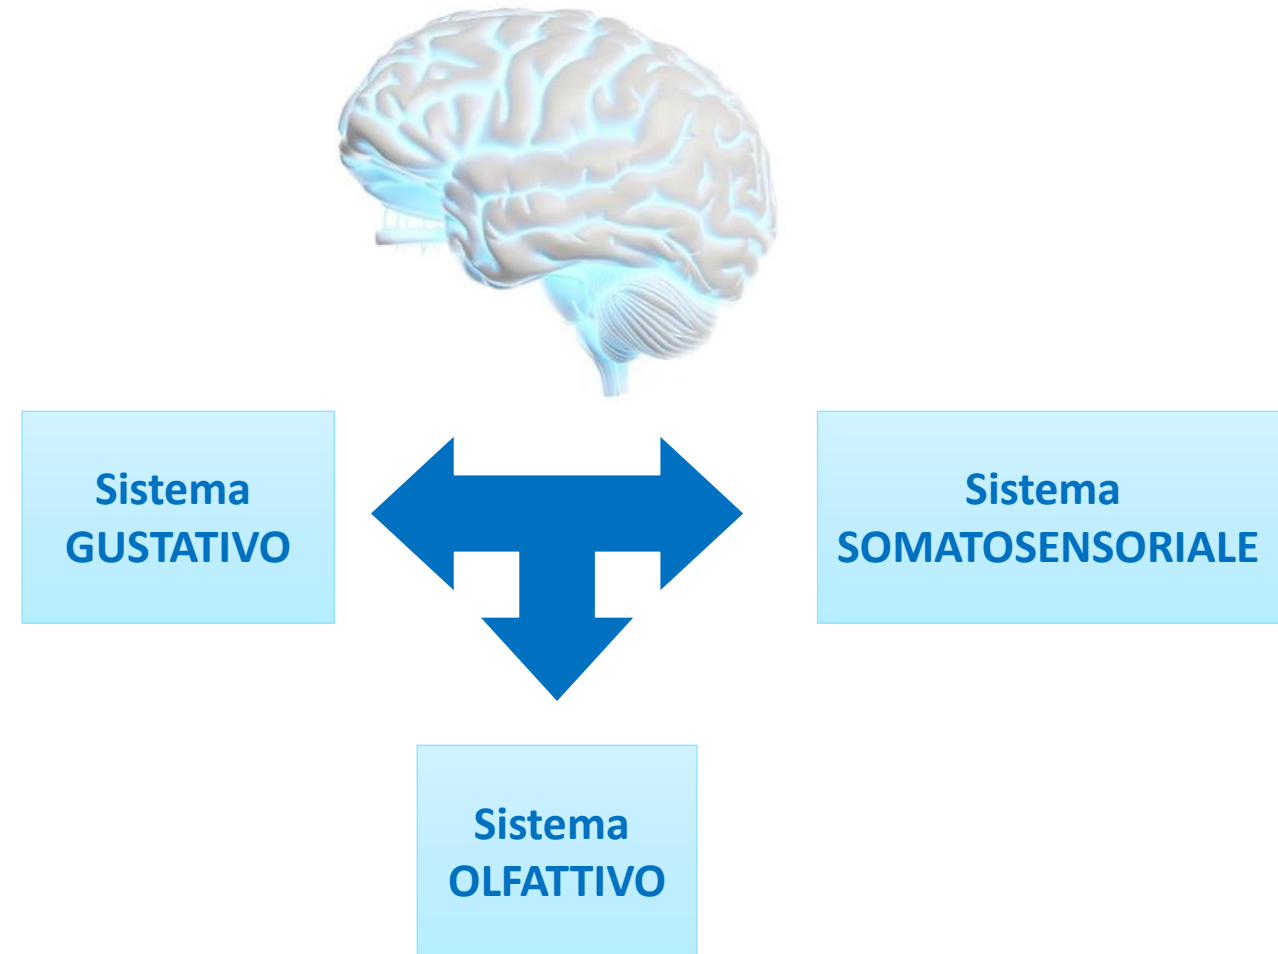 Sistema
GUSTATIVO
Sistema
SOMATOSENSORIALE
Sistema
OLFATTIVO